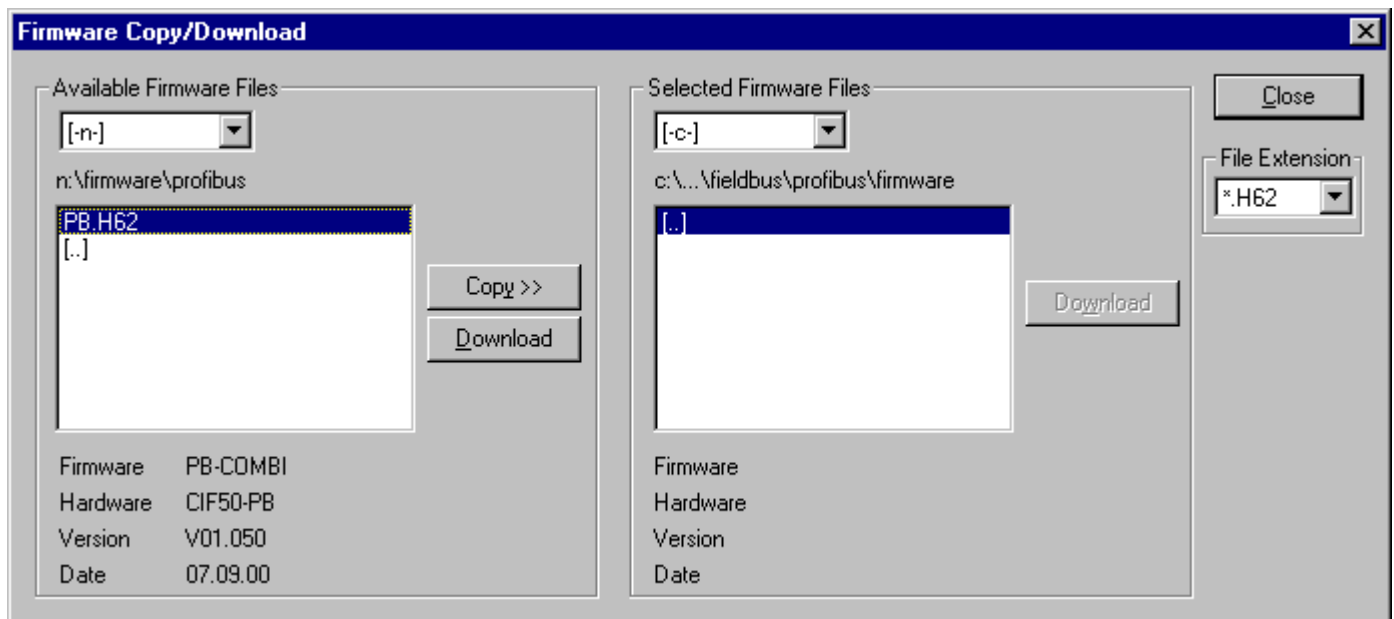 Firmware Copy/Download
Available Firmware Files
[-n-]
n:\firmware\profibus
PB.H62
[..]
Copy >>
Download
Firmware PB-COMBI
Hardware CIF50-PB
Version V01.050
Date 07.09.00
Selected Firmware Files
[-c-]
c:\...\fieldbus\profibus\firmware
[..]
Download
Firmware
Hardware
Version
Date
Close
File Extension
*.H62